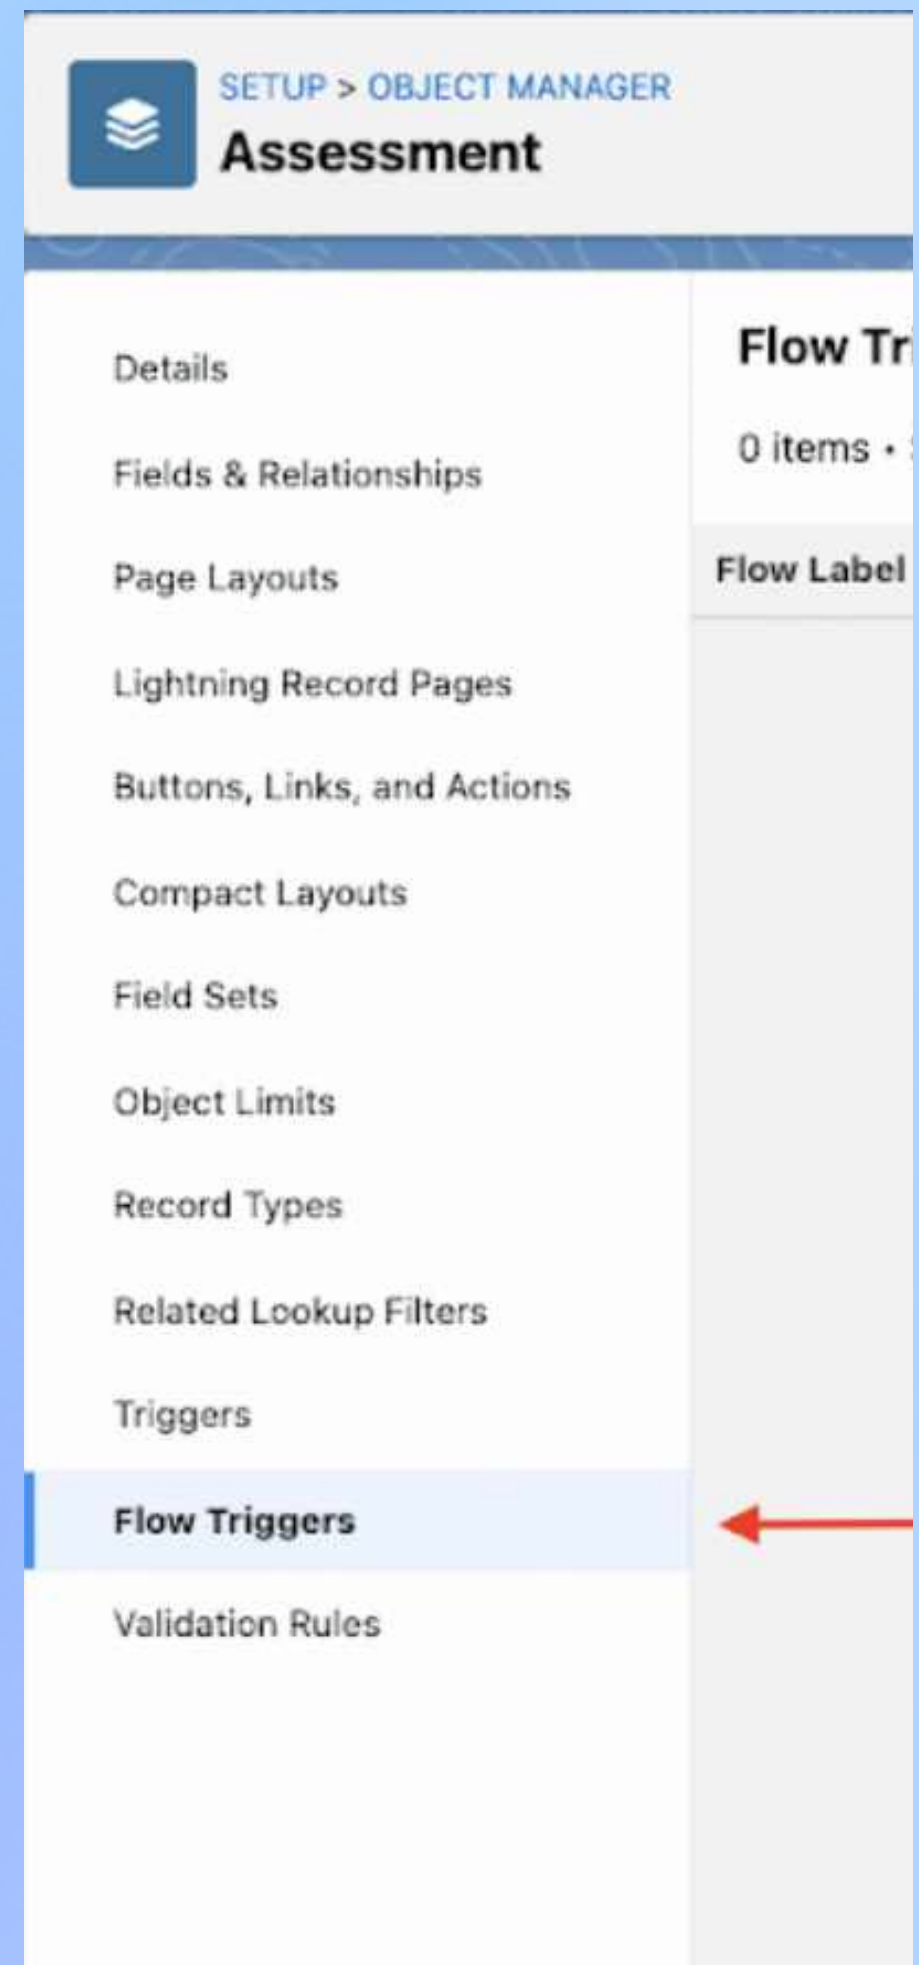 SETUP > OBJECT MANAGER
Assessment
Details
Fields & Relationships
Page Layouts
Lightning Record Pages
Buttons, Links, and Actions
Compact Layouts
Field Sets
Object Limits
Record Types
Related Lookup Filters
Triggers
Flow Triggers
Validation Rules
Flow Tri
0 items •
Flow Label